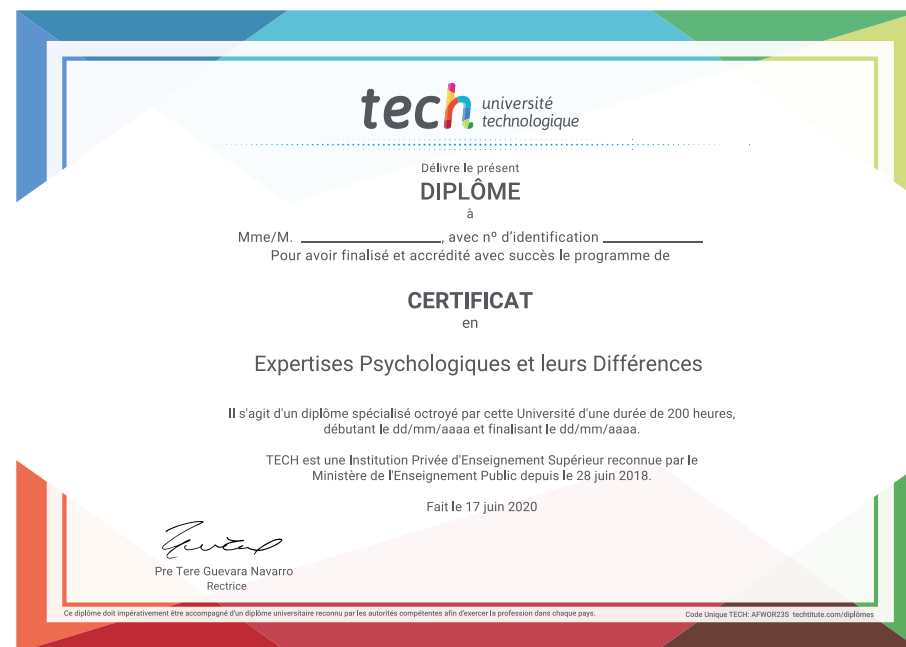 tech université
technologique
Délivre le présent
DIPLÔME
à
Mme/M. ____________________, avec nº d'identification ______________
Pour avoir finalisé et accrédité avec succès le programme de
CERTIFICAT
en
Expertises Psychologiques et leurs Différences
Il s'agit d'un diplôme spécialisé octroyé par cette Université d'une durée de 200 heures,
débutant le dd/mm/aaaa et finalisant le dd/mm/aaaa.
TECH est une Institution Privée d'Enseignement Supérieur reconnue par le
Ministère de l'Enseignement Public depuis le 28 juin 2018.
Fait le 17 juin 2020
Pre Tere Guevara Navarro
Rectrice
Ce diplôme doit impérativement être accompagné d'un diplôme universitaire reconnu par les autorités compétentes afin d'exercer la profession dans chaque pays.
Code Unique TECH: AFWOR23S techtitute.com/diplômes